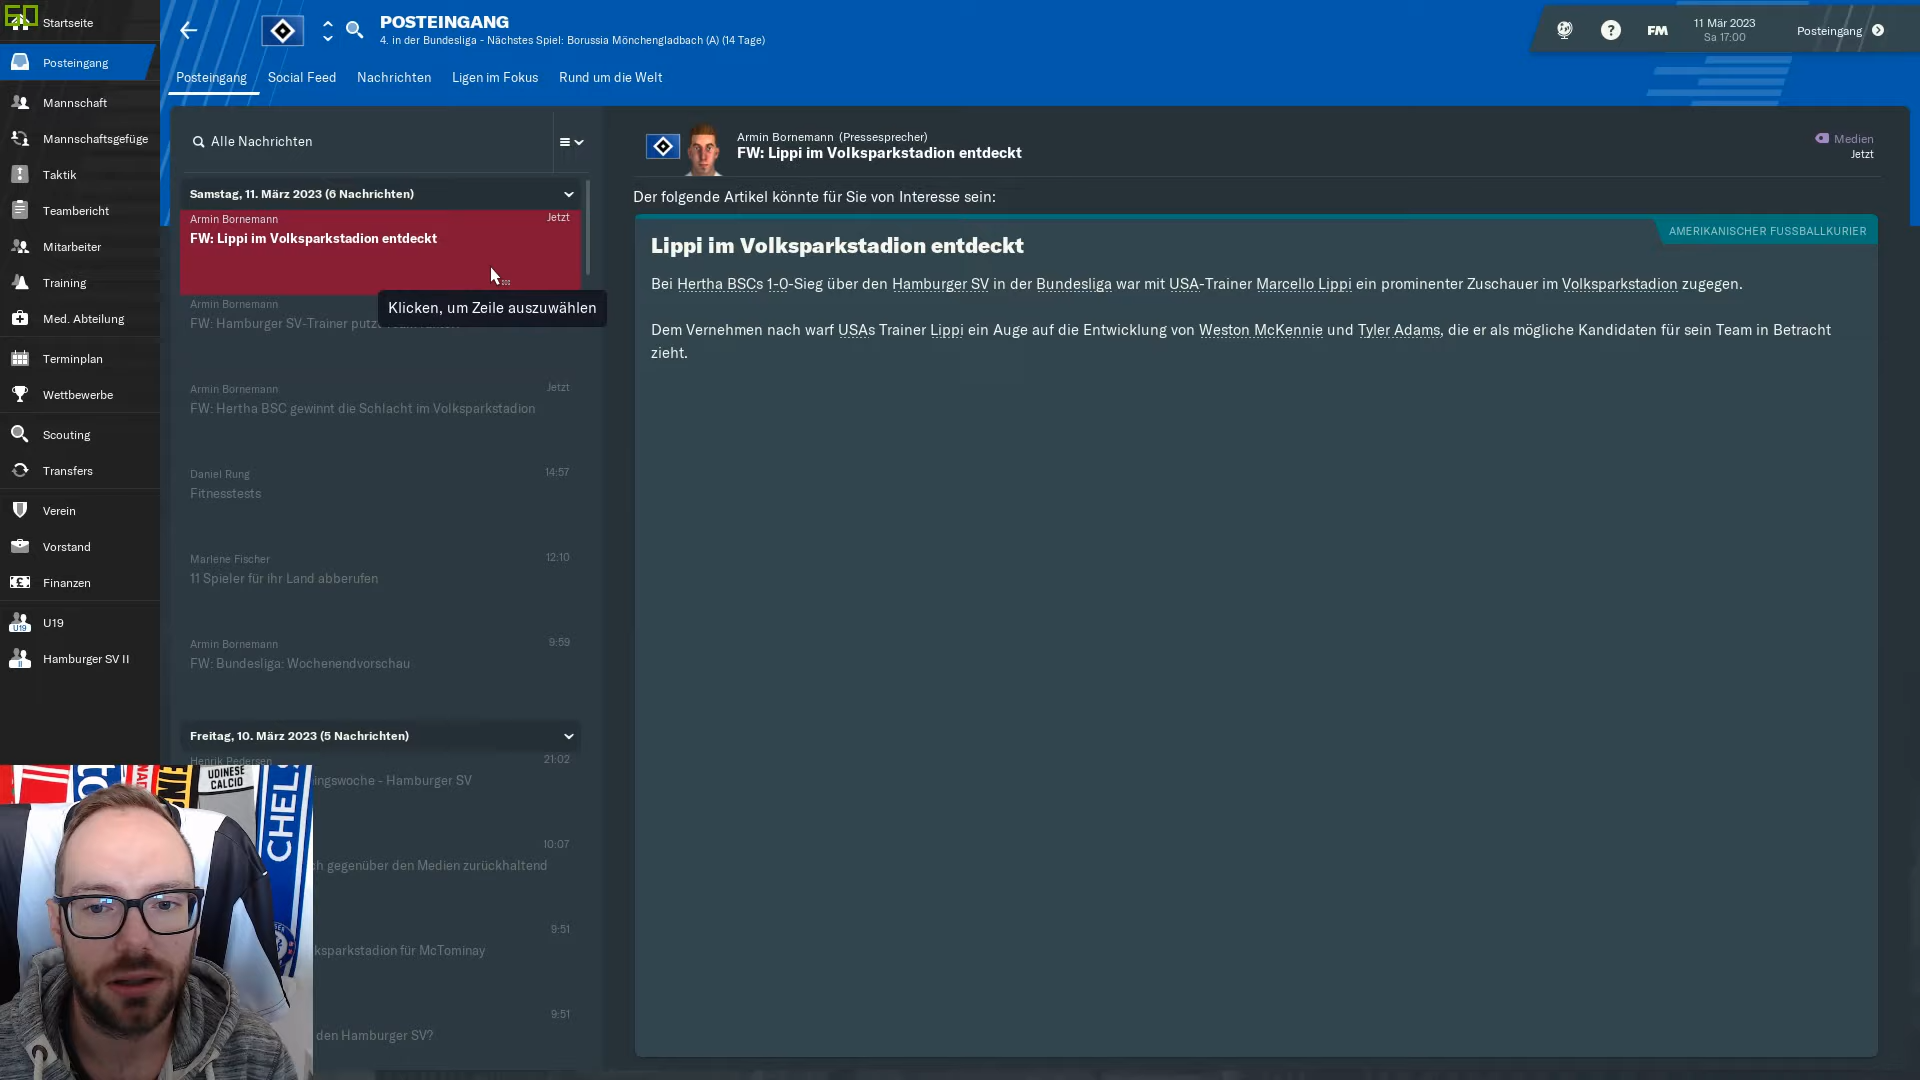 60
Startseite
Posteingang
Mannschaft
Mannschaftsgefüge
Taktik
Teambericht
Mitarbeiter
Training
Med. Abteilung
Terminplan
Wettbewerbe
Scouting
Transfers
Verein
Vorstand
Finanzen
U19
U19
II
Hamburger SV II
POSTEINGANG
4. in der Bundesliga - Nächstes Spiel: Borussia Mönchengladbach (A) (14 Tage)
?
FM
11 Mär 2023
Sa 17:00
Posteingang
Posteingang Social Feed Nachrichten Ligen im Fokus Rund um die Welt
Alle Nachrichten
Samstag, 11. März 2023 (6 Nachrichten)
Armin Bornemann Jetzt
FW: Lippi im Volksparkstadion entdeckt
Klicken, um Zeile auszuwählen
Armin Bornemann
FW: Hamburger SV-Trainer putzt
Armin Bornemann Jetzt
FW: Hertha BSC gewinnt die Schlacht im Volksparkstadion
Daniel Rung 14:57
Fitnesstests
Marlene Fischer 12:10
11 Spieler für ihr Land abberufen
Armin Bornemann 9:59
FW: Bundesliga: Wochenendvorschau
Freitag, 10. März 2023 (5 Nachrichten)
Henrik Pedersen 21:02
ingswoche - Hamburger SV
10:07
ch gegenüber den Medien zurückhaltend
9:51
ksparkstadion für McTominay
9:51
den Hamburger SV?
Armin Bornemann (Pressesprecher)
FW: Lippi im Volksparkstadion entdeckt
Medien
Jetzt
Der folgende Artikel könnte für Sie von Interesse sein:
AMERIKANISCHER FUSSBALLKURIER
Lippi im Volksparkstadion entdeckt
Bei Hertha BSCs 1-0-Sieg über den Hamburger SV in der Bundesliga war mit USA-Trainer Marcello Lippi ein prominenter Zuschauer im Volksparkstadion zugegen.
Dem Vernehmen nach warf USAs Trainer Lippi ein Auge auf die Entwicklung von Weston McKennie und Tyler Adams, die er als mögliche Kandidaten für sein Team in Betracht
zieht.
UDINESE
CALCIO
CHELS